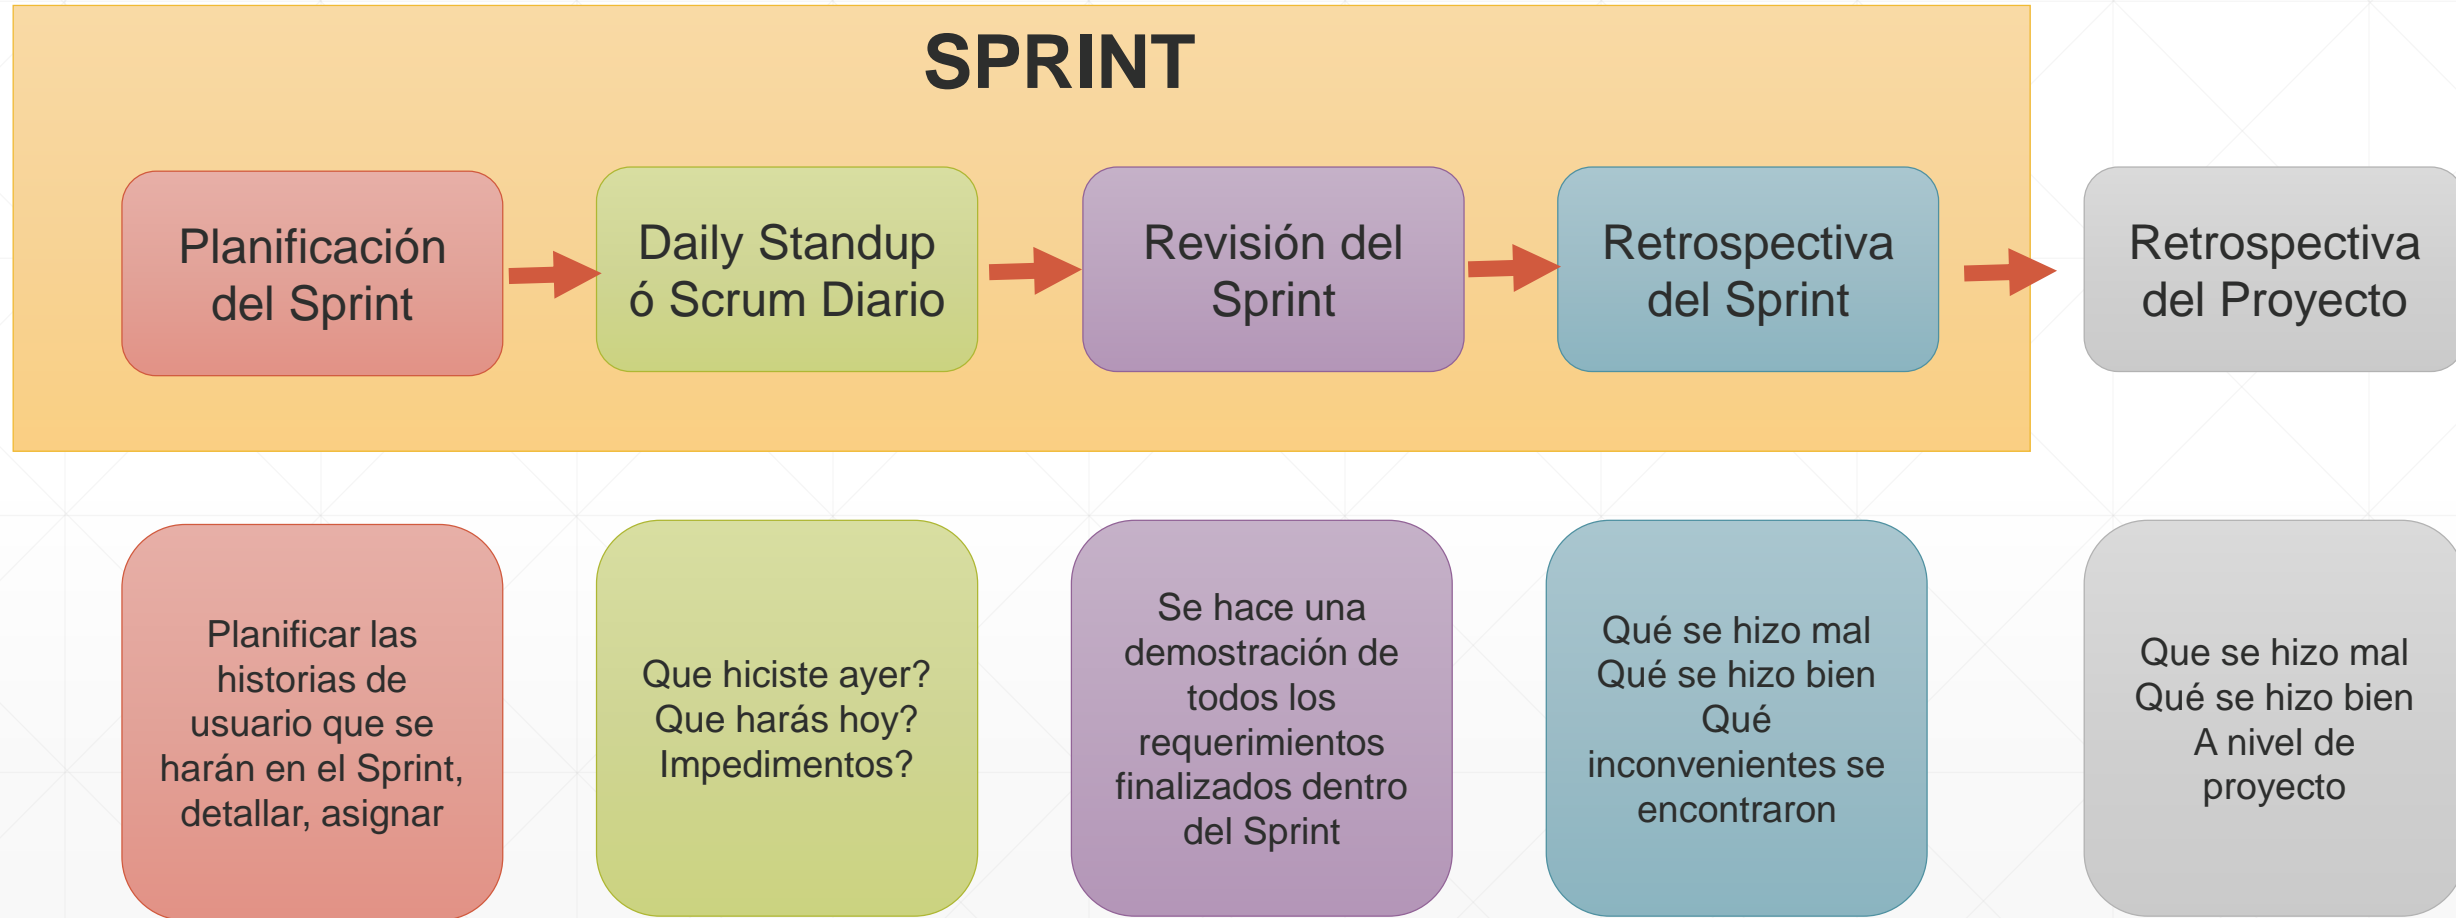 SPRINT
Planificación
del Sprint
Daily Standup
ó Scrum Diario
Revisión del
Sprint
Retrospectiva
del Sprint
Retrospectiva
del Proyecto
Planificar las
historias de
usuario que se
harán en el Sprint,
detallar, asignar
Que hiciste ayer?
Que harás hoy?
Impedimentos?
Se hace una
demostración de
todos los
requerimientos
finalizados dentro
del Sprint
Qué se hizo mal
Qué se hizo bien
Qué
inconvenientes se
encontraron
Que se hizo mal
Qué se hizo bien
A nivel de
proyecto